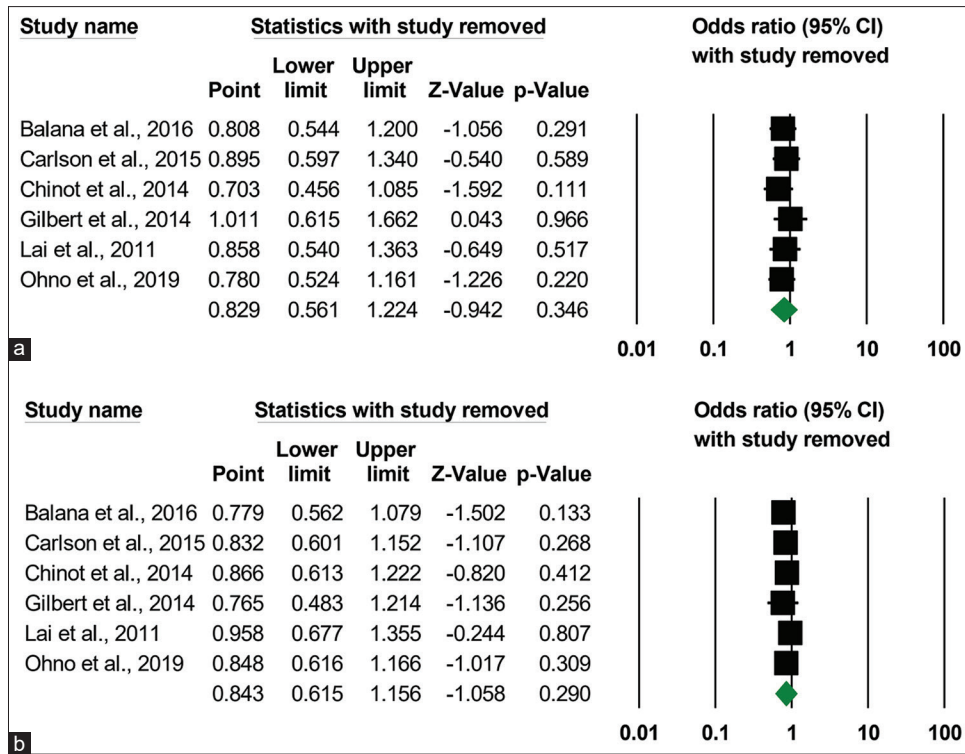 Study name Statistics with study removed Odds ratio (95% CI)
with study removed
Lower Upper
Point limit limit Z-Value p-Value
Balana et al., 2016 0.808 0.544 1.200 -1.056 0.291
Carlson et al., 2015 0.895 0.597 1.340 -0.540 0.589
Chinot et al., 2014 0.703 0.456 1.085 -1.592 0.111
Gilbert et al., 2014 1.011 0.615 1.662 0.043 0.966
Lai et al., 2011 0.858 0.540 1.363 -0.649 0.517
Ohno et al., 2019 0.780 0.524 1.161 -1.226 0.220
0.829 0.561 1.224 -0.942 0.346
0.01 0.1 1 10 100
a
Study name Statistics with study removed Odds ratio (95% CI)
with study removed
Lower Upper
Point limit limit Z-Value p-Value
Balana et al., 2016 0.779 0.562 1.079 -1.502 0.133
Carlson et al., 2015 0.832 0.601 1.152 -1.107 0.268
Chinot et al., 2014 0.866 0.613 1.222 -0.820 0.412
Gilbert et al., 2014 0.765 0.483 1.214 -1.136 0.256
Lai et al., 2011 0.958 0.677 1.355 -0.244 0.807
Ohno et al., 2019 0.848 0.616 1.166 -1.017 0.309
0.843 0.615 1.156 -1.058 0.290
0.01 0.1 1 10 100
b